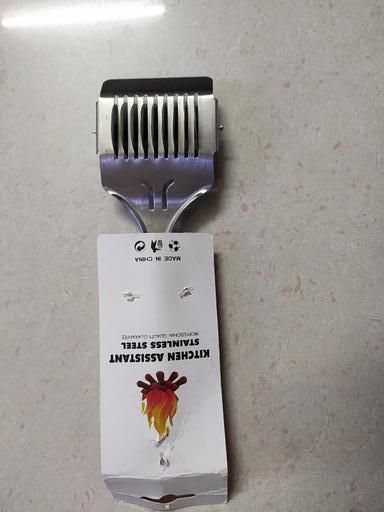 KITCHEN ASSISTANT
STAINLESS STEEL
PROFESSIONAL QUALITY GUARANTEE
MADE IN CHINA